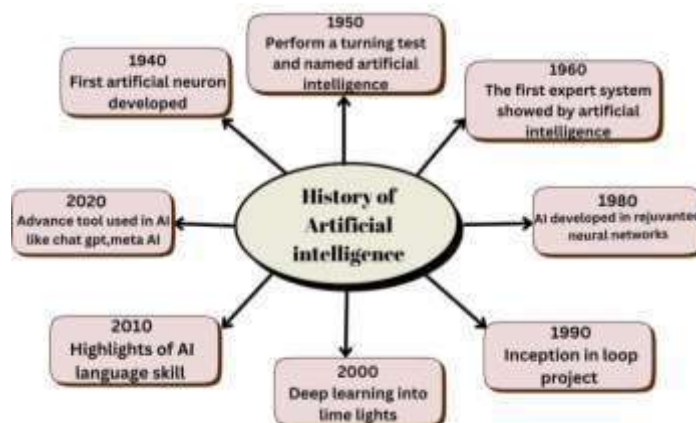 History of
Artificial
intelligence
1940
First artificial neuron
developed
1950
Perform a turning test
and named artificial
intelligence
1960
The first expert system
showed by artificial
intelligence
1980
AI developed in rejuvanted
neural networks
1990
Inception in loop
project
2000
Deep learning into
lime lights
2010
Highlights of AI
language skill
2020
Advance tool used in AI
like chat gpt,meta AI